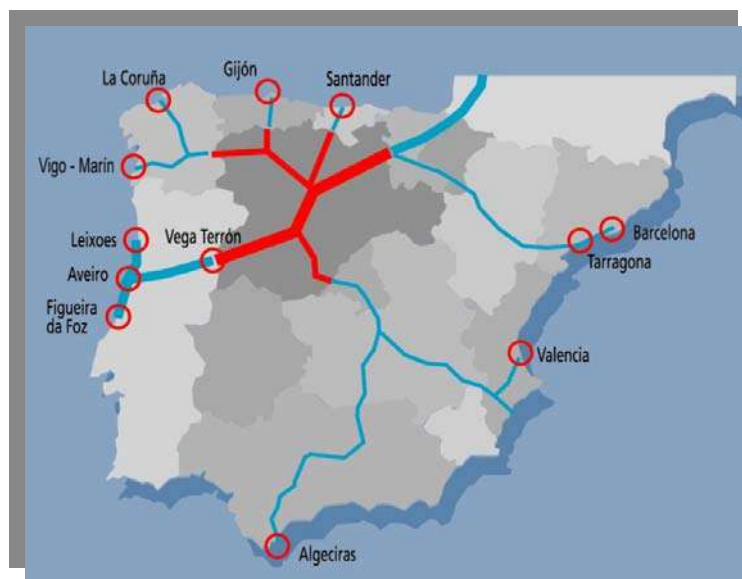 La Coruña
Gijón
Santander
Vigo - Marín
Leixoes
Vega Terrón
Aveiro
Figueira
da Foz
Barcelona
Tarragona
Valencia
Algeciras